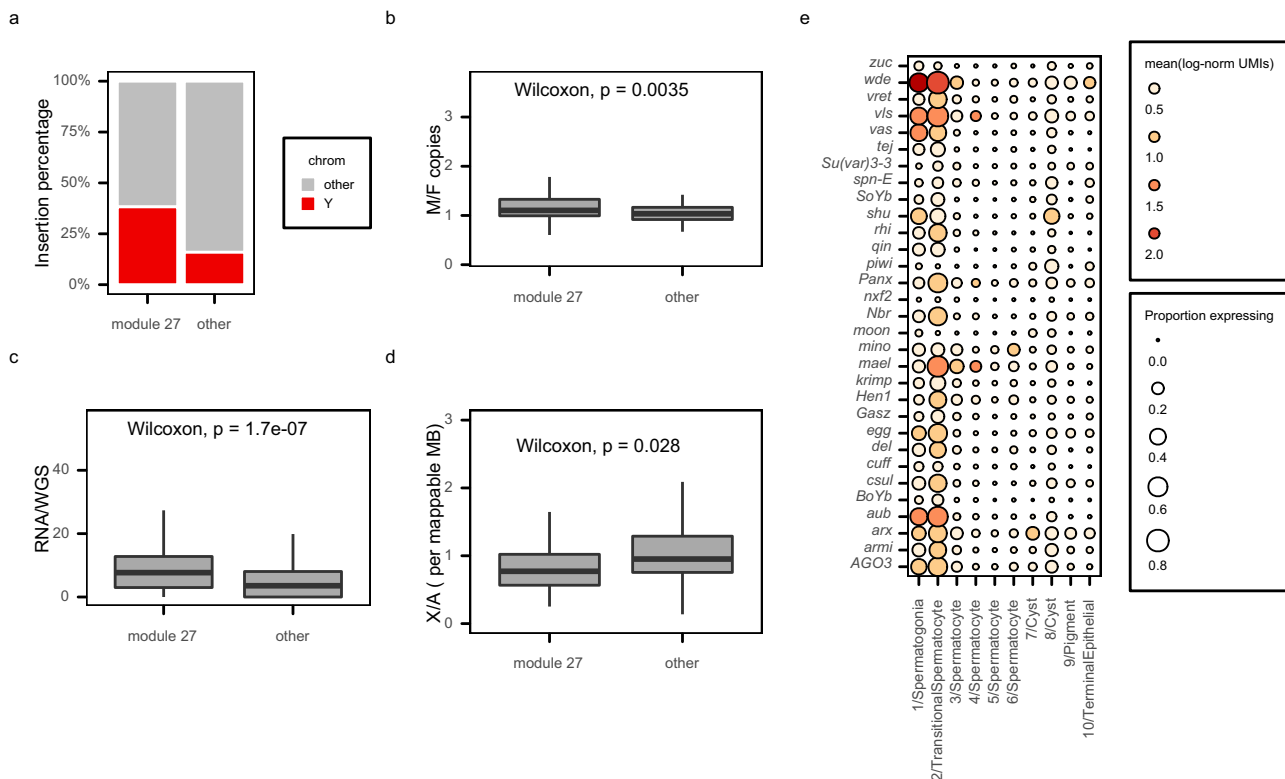 a
100%
75%
50%
25%
0%
Insertion percentage
module 27
other
chrom
other
Y
b
Wilcoxon, p = 0.0035
3
2
1
0
M/F copies
module 27
other
c
Wilcoxon, p = 1.7e-07
40
20
0
RNA/WGS
module 27
other
d
3
Wilcoxon, p = 0.028
2
1
0
X/A ( per mappable MB)
module 27
other
e
zuc
wde
vret
vls
vas
tej
Su(var)3-3
spn-E
SoYb
shu
rhi
qin
piwi
Panx
nxf2
Nbr
moon
mino
mael
krimp
Hen1
Gasz
egg
del
cuff
csul
BoYb
aub
arx
armi
AGO3
1/Spermatogonia
2/TransitionalSpermatocyte
3/Spermatocyte
4/Spermatocyte
5/Spermatocyte
6/Spermatocyte
7/Cyst
8/Cyst
9/Pigment
10/TerminalEpithelial
mean(log-norm UMIs)
0.5
1.0
1.5
2.0
Proportion expressing
0.0
0.2
0.4
0.6
0.8